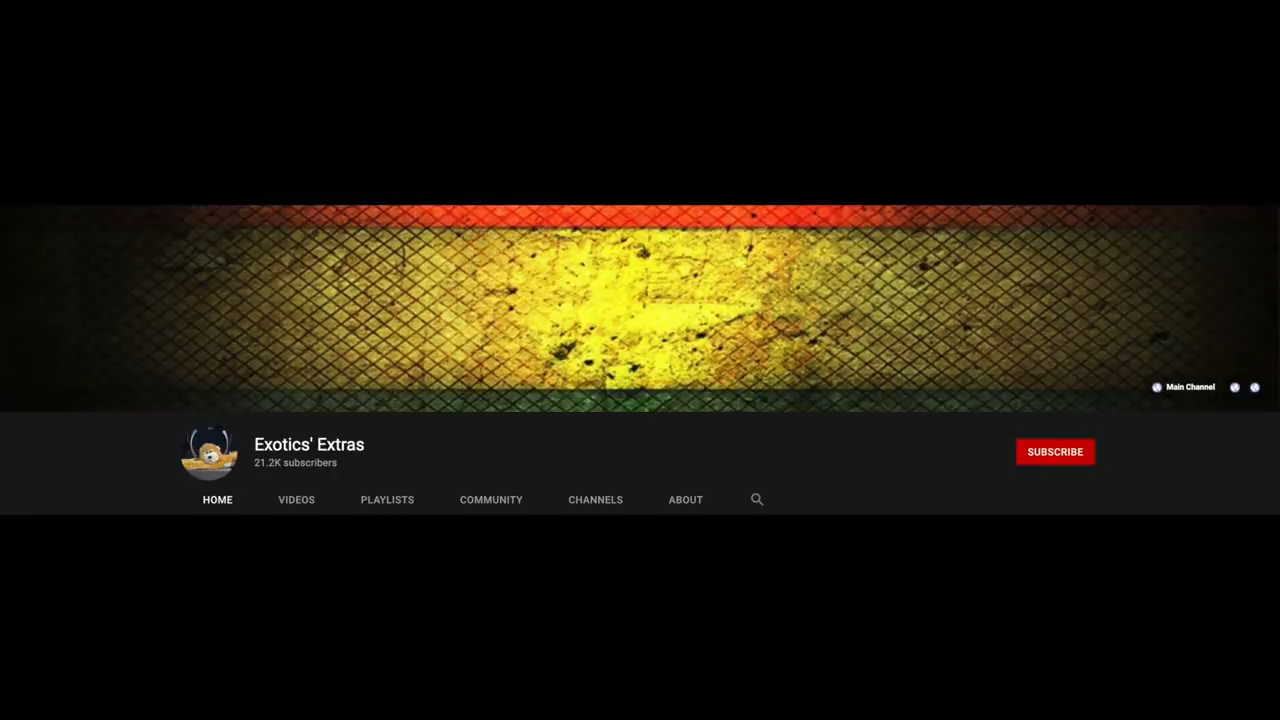 Main Channel
Exotics' Extras
21.2K subscribers
SUBSCRIBE
HOME VIDEOS PLAYLISTS COMMUNITY CHANNELS ABOUT